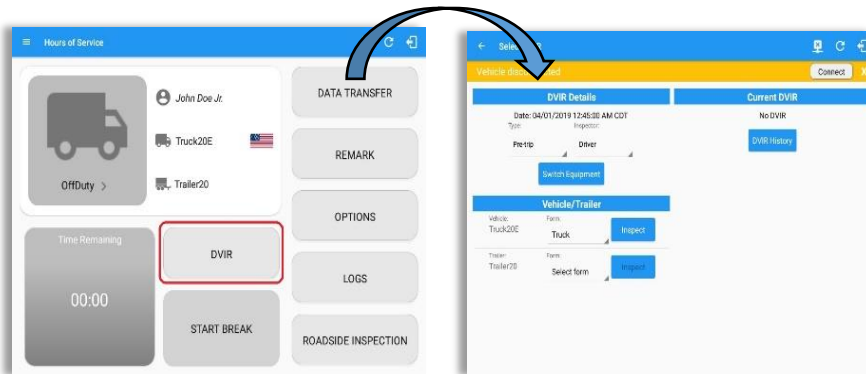 Hours of Service
John Doe Jr.
Truck20E
Trailer20
OffDuty >
Time Remaining
00:00
DVIR
START BREAK
DATA TRANSFER
REMARK
OPTIONS
LOGS
ROADSIDE INSPECTION
Vehicle
Connect X
DVIR Details
Date: 04/01/2019 12:45:00 AM CDT
Type: Inspector:
Pre-trip Driver
Switch Equipment
Vehicle/Trailer
Vehicle: Form:
Truck20E Truck Inspect
Trailer: Form:
Trailer20 Select form Inspect
Current DVIR
No DVIR
DVIR History